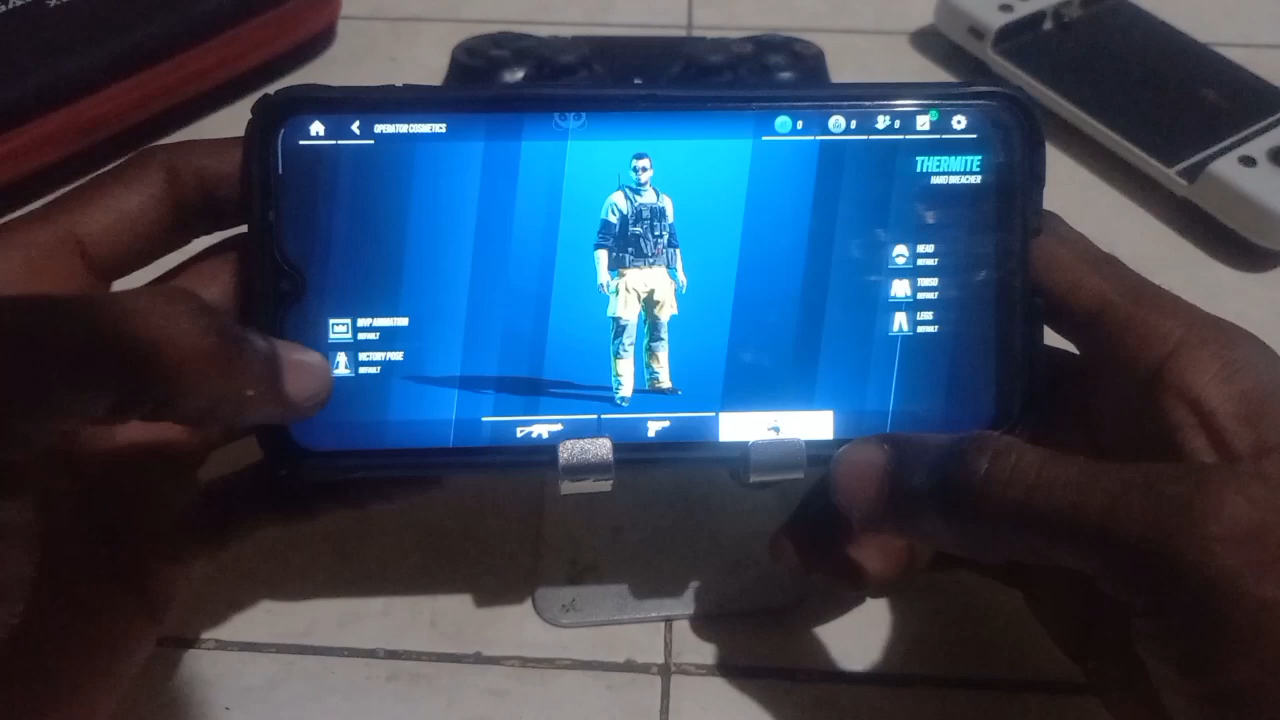 OPERATOR COSMETICS
0
0
0
THERMITE
HARD BREACHER
HEAD
DEFAULT
TORSO
DEFAULT
LEGS
DEFAULT
MVP ANIMATION
DEFAULT
VICTORY POSE
DEFAULT